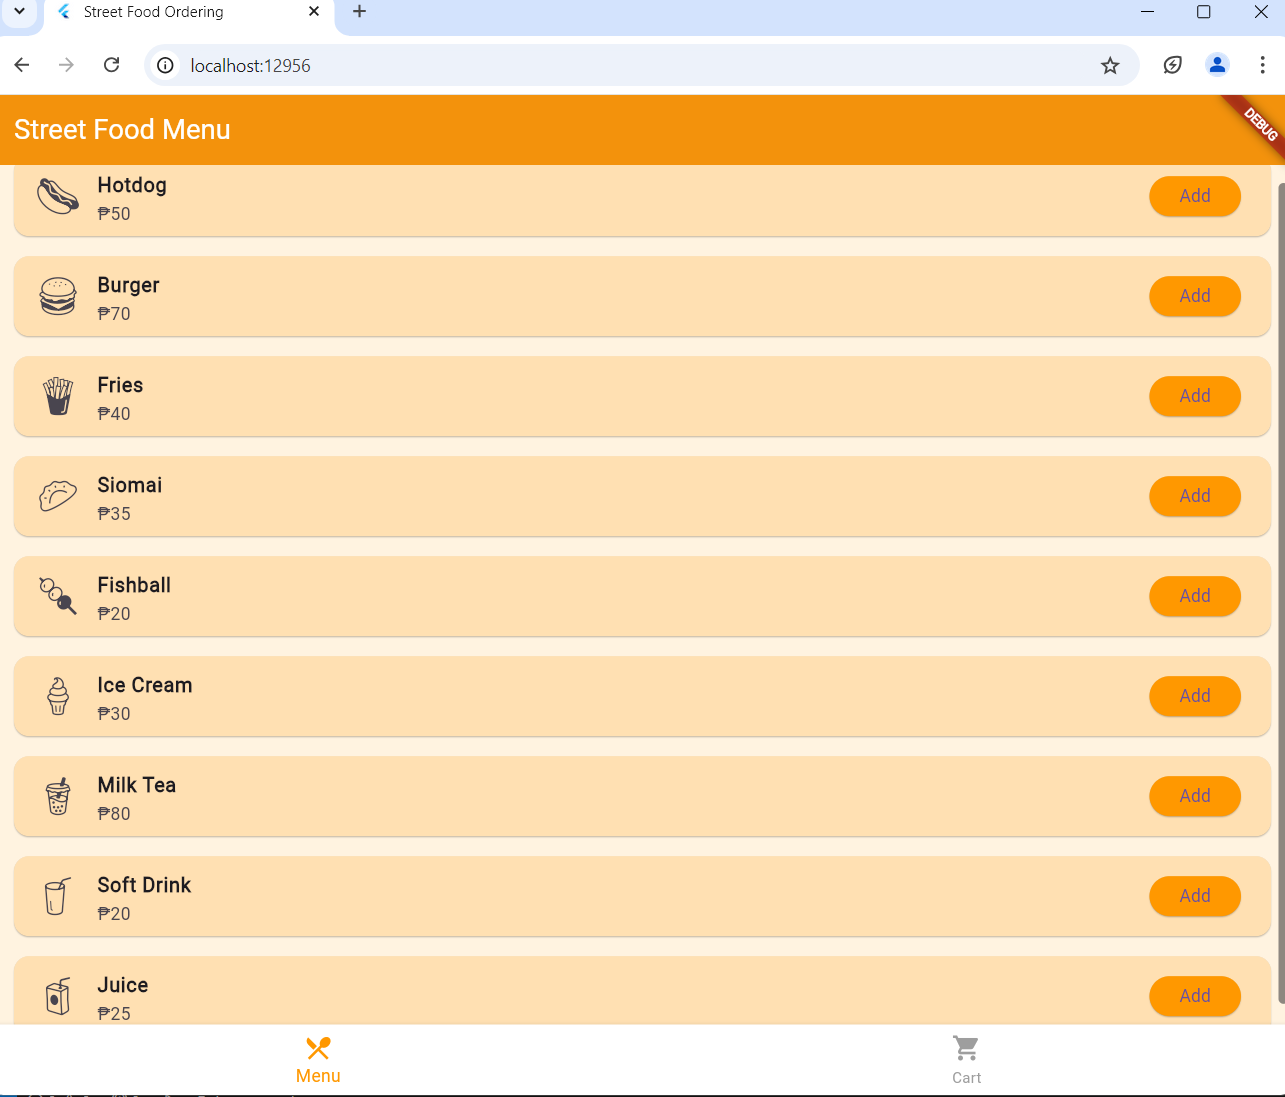 Street Food Ordering
localhost:12956
Street Food Menu
DEBUG
Hotdog
₱50
Add
Burger
₱70
Add
Fries
₱40
Add
Siomai
₱35
Add
Fishball
₱20
Add
Ice Cream
₱30
Add
Milk Tea
₱80
Add
Soft Drink
₱20
Add
Juice
₱25
Add
Menu
Cart